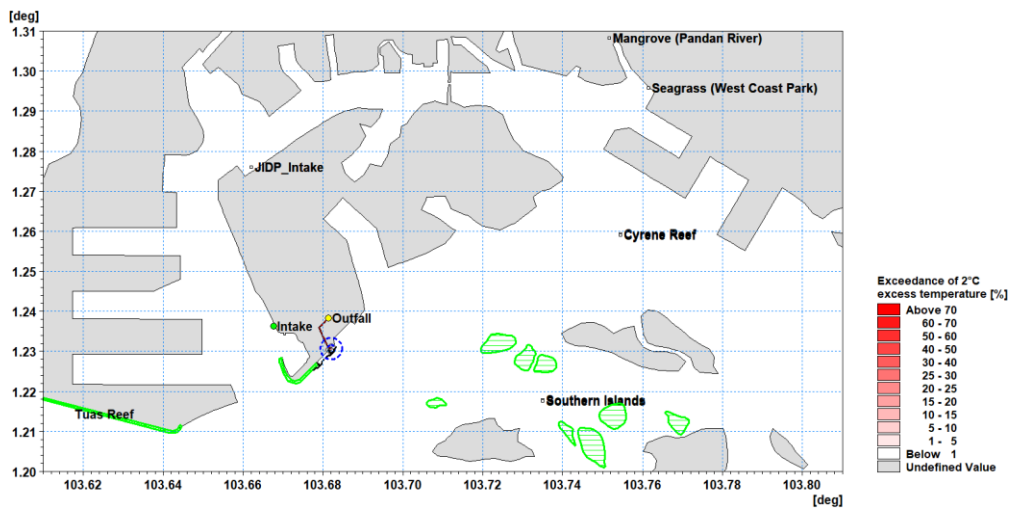 [deg]
1.31
1.30
1.29
1.28
1.27
1.26
1.25
1.24
1.23
1.22
1.21
1.20
Mangrove (Pandan River)
Seagrass (West Coast Park)
JIDP_Intake
Cyrene Reef
Intake
Outfall
Southern Islands
Tuas Reef
103.62
103.64
103.66
103.68
103.70
103.72
103.74
103.76
103.78
103.80
[deg]
Exceedance of 2°C
excess temperature [%]
Above 70
60 - 70
50 - 60
40 - 50
30 - 40
25 - 30
20 - 25
15 - 20
10 - 15
5 - 10
1 - 5
Below 1
Undefined Value